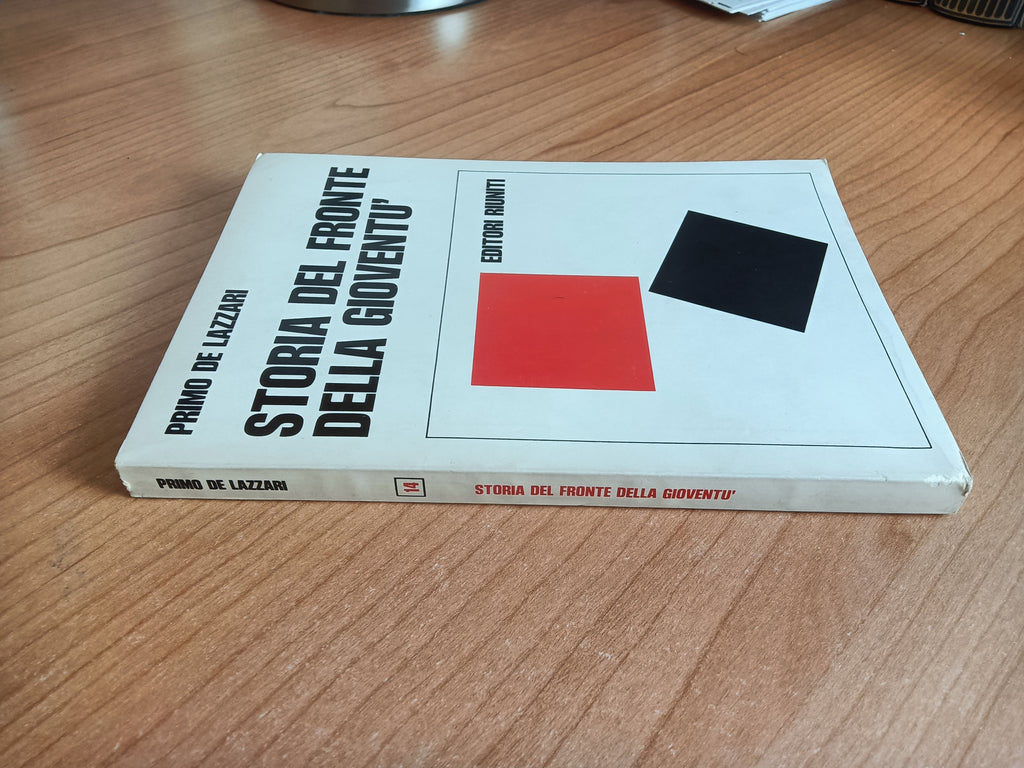 PRIMO DE LAZZARI
STORIA DEL FRONTE
DELLA GIOVENTU'
EDITORI RIUNITI
PRIMO DE LAZZARI
14
STORIA DEL FRONTE DELLA GIOVENTU'